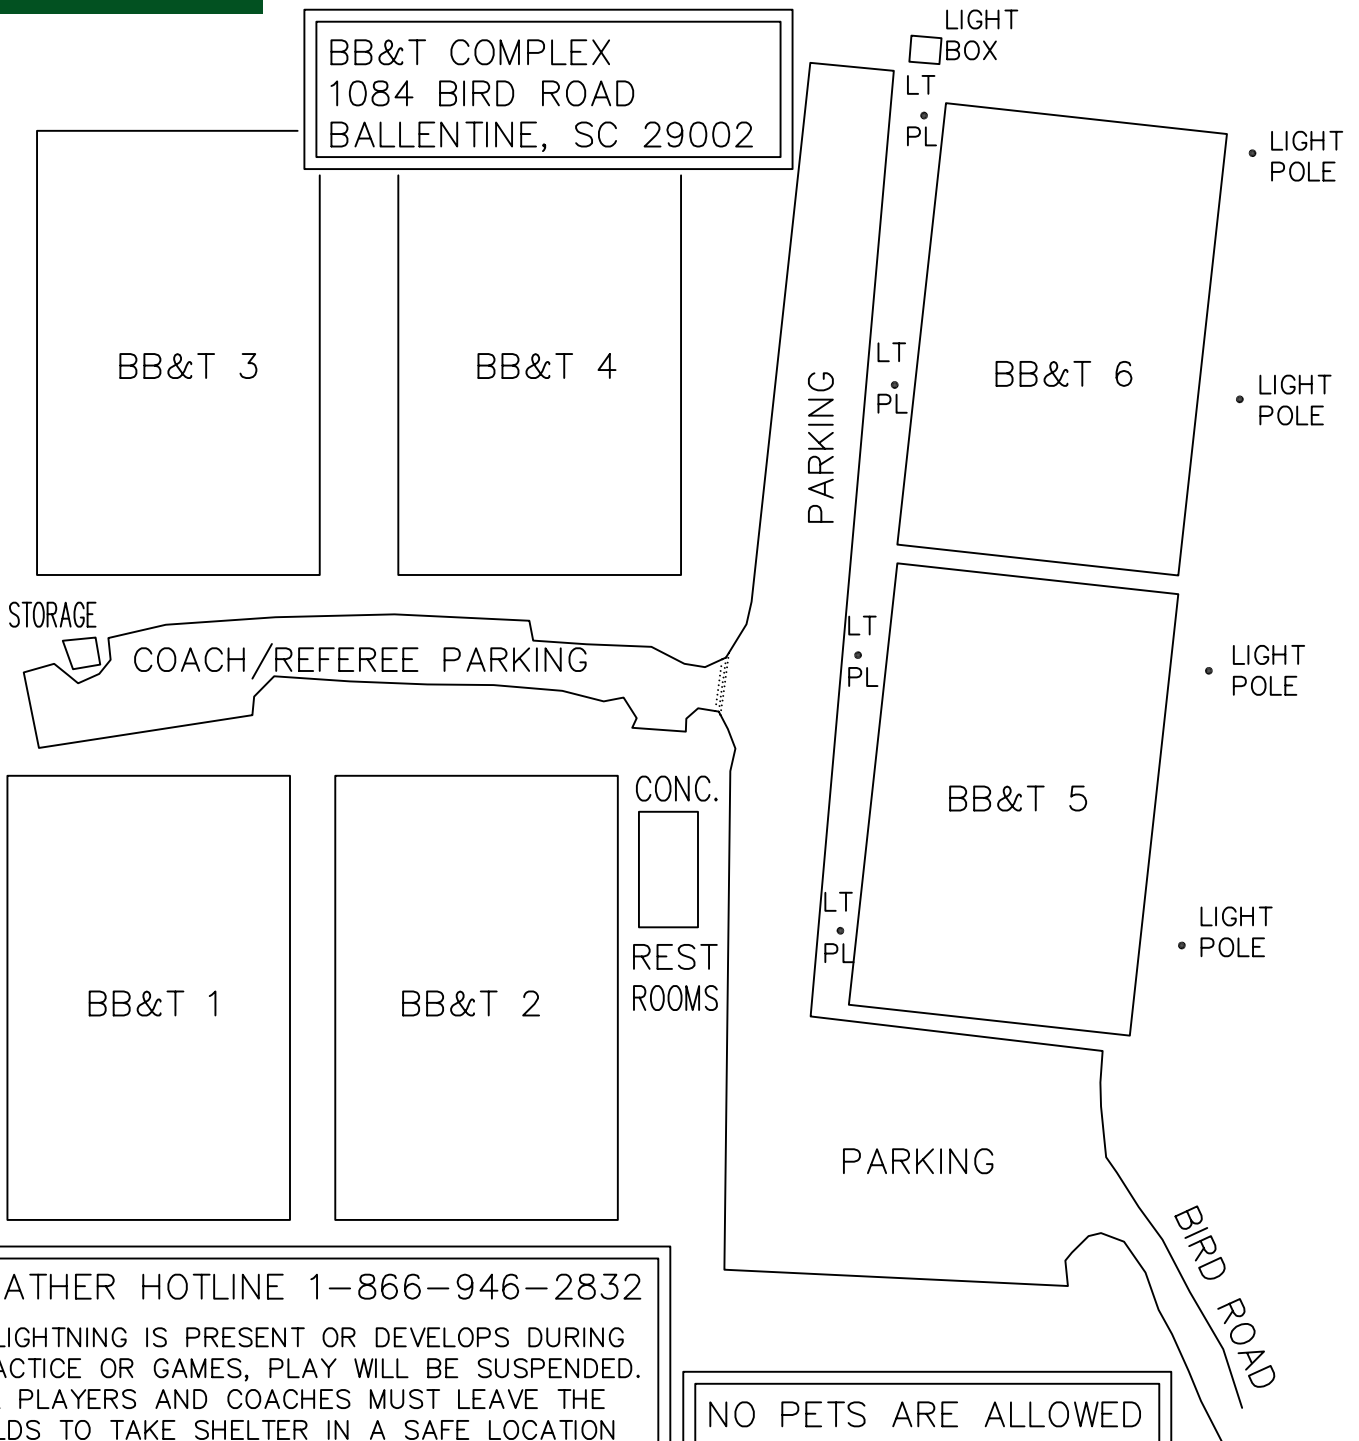 BB&T COMPLEX
1084 BIRD ROAD
BALLENTINE, SC 29002
LIGHT
BOX
LT
PL
LIGHT
POLE
BB&T 3
BB&T 4
LT
PL
BB&T 6
LIGHT
POLE
PARKING
STORAGE
COACH/REFEREE PARKING
LT
PL
LIGHT
POLE
CONC.
BB&T 5
LT
PL
LIGHT
POLE
REST
ROOMS
BB&T 1
BB&T 2
PARKING
BIRD ROAD
ATHER HOTLINE 1-866-946-2832
LIGHTNING IS PRESENT OR DEVELOPS DURING
ACTICE OR GAMES, PLAY WILL BE SUSPENDED.
PLAYERS AND COACHES MUST LEAVE THE
LDS TO TAKE SHELTER IN A SAFE LOCATION
NO PETS ARE ALLOWED